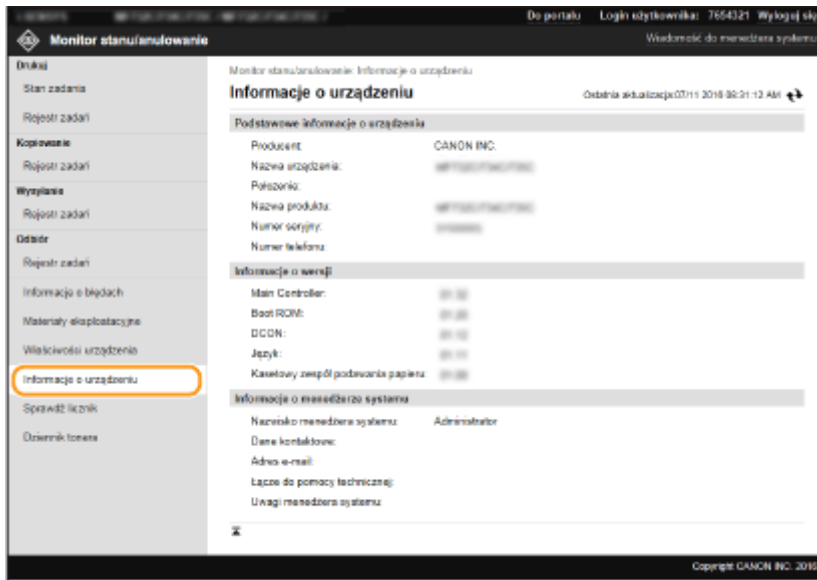 Do portalu Login użytkownika: 7654321 Wyloguj się
Monitor stanu/anulowanie
Wiadomość do menedżera systemu
Drukuj
Stan zadania
Rejestr zadań
Kopiowanie
Rejestr zadań
Wysyłanie
Rejestr zadań
Odbiór
Rejestr zadań
Informacje o błędach
Materiały eksploatacyjne
Właściwości urządzenia
Informacje o urządzeniu
Sprawdź licznik
Dziennik tonera
Monitor stanu/anulowanie: Informacje o urządzeniu
Informacje o urządzeniu
Ostatnia aktualizacja:07/11 2016 08:31:12 AM
Podstawowe informacje o urządzeniu
Producent: CANON INC.
Nazwa urządzenia:
Położenie:
Nazwa produktu:
Numer seryjny:
Numer telefonu:
Informacje o wersji
Main Controller:
Boot ROM:
DCON:
Język:
Kasetowy zespół podawania papieru:
Informacje o menedżerze systemu
Nazwisko menedżera systemu: Administrator
Dane kontaktowe:
Adres e-mail:
Łącze do pomocy technicznej:
Uwagi menedżera systemu:
Copyright CANON INC. 2016